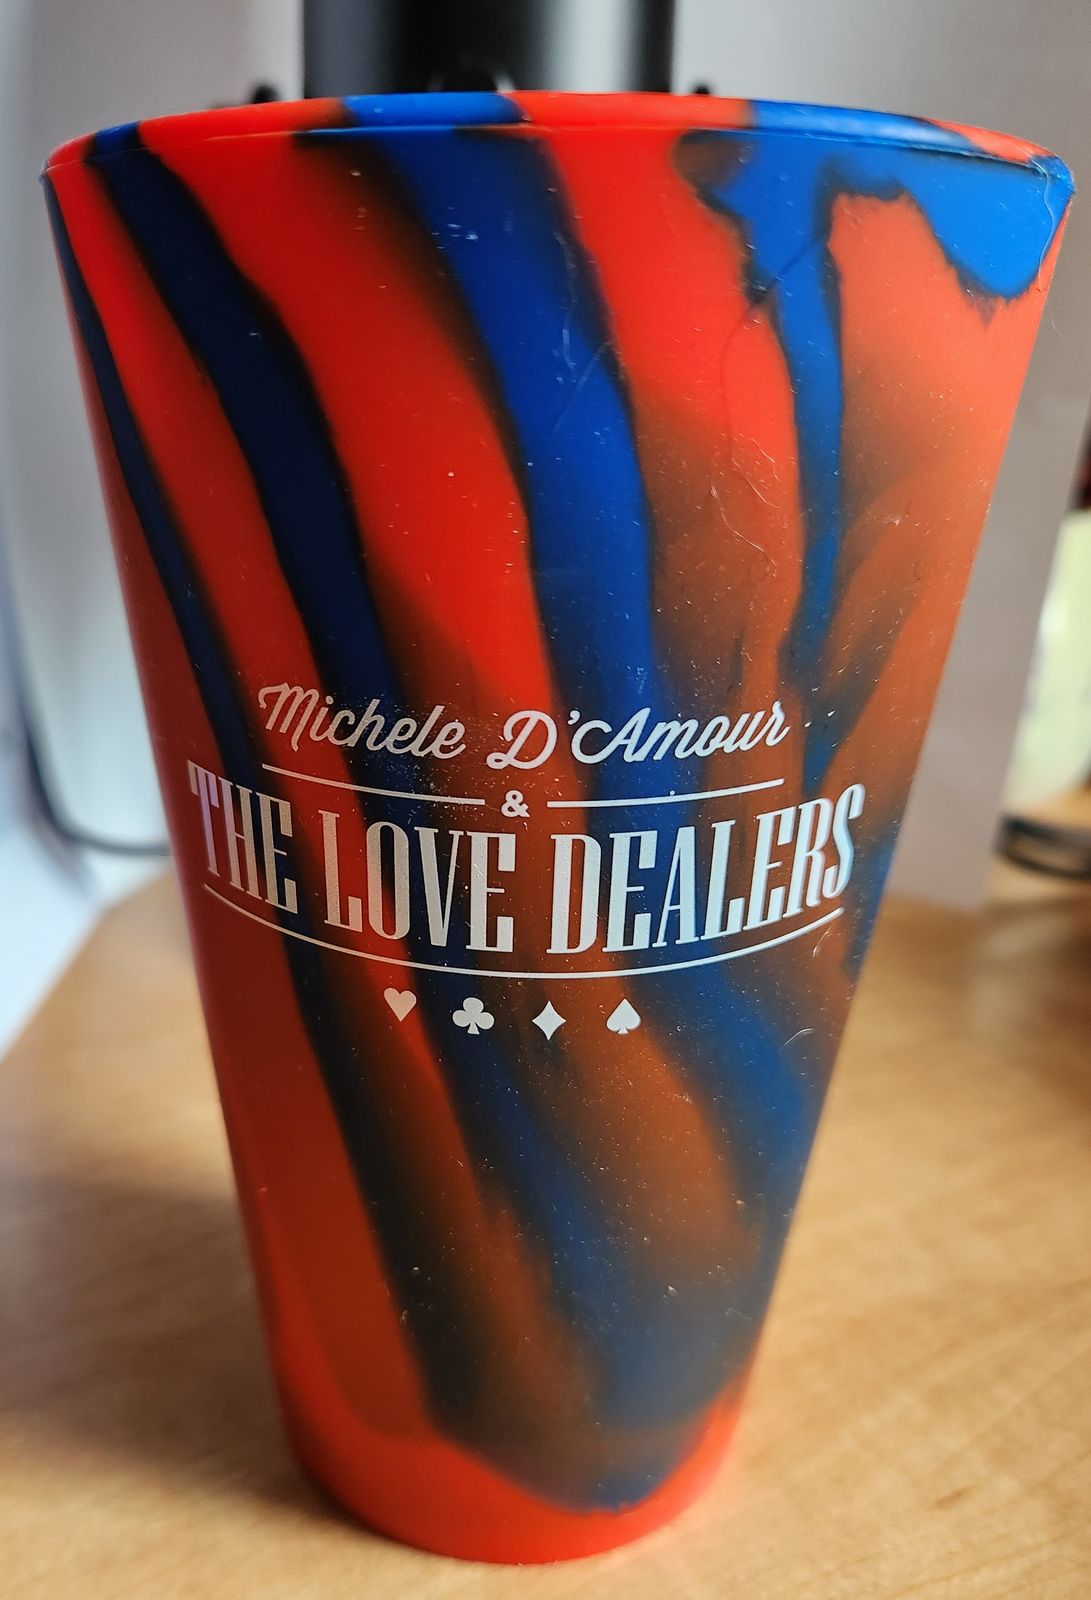 Michele D'Amour
&
THE LOVE DEALERS